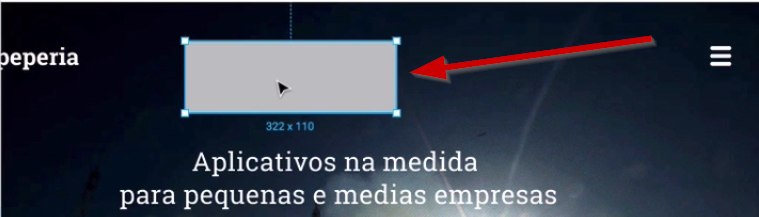 peperia
322 x 110
Aplicativos na medida
para pequenas e medias empresas